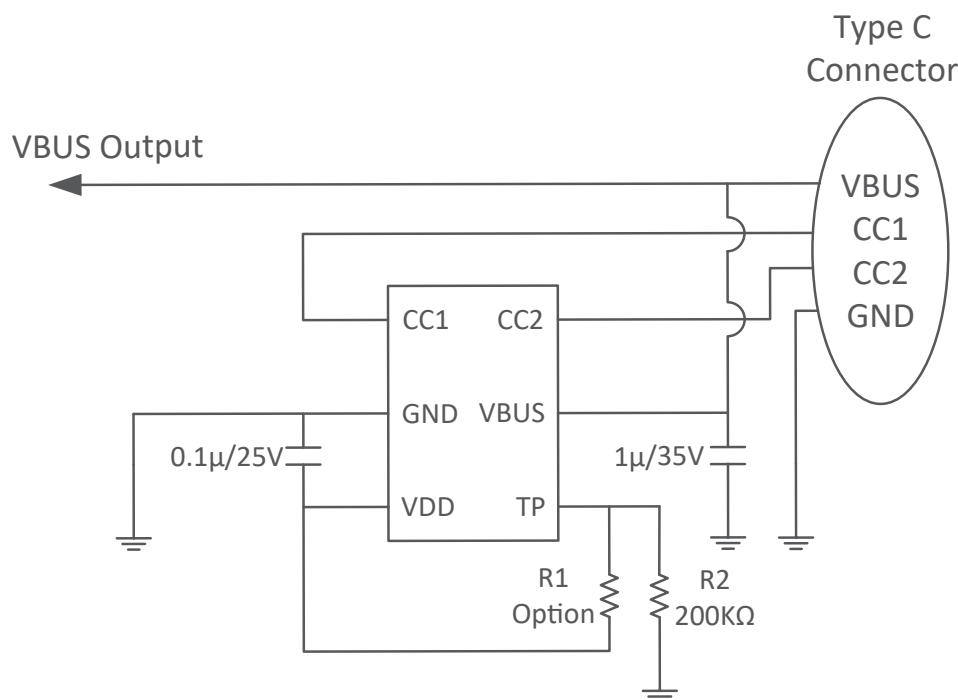 Type C
Connector
VBUS Output
VBUS
CC1
CC2
GND
CC1
CC2
GND
VBUS
0.1µ/25V
1µ/35V
VDD
TP
R1
Option
R2
200KΩ